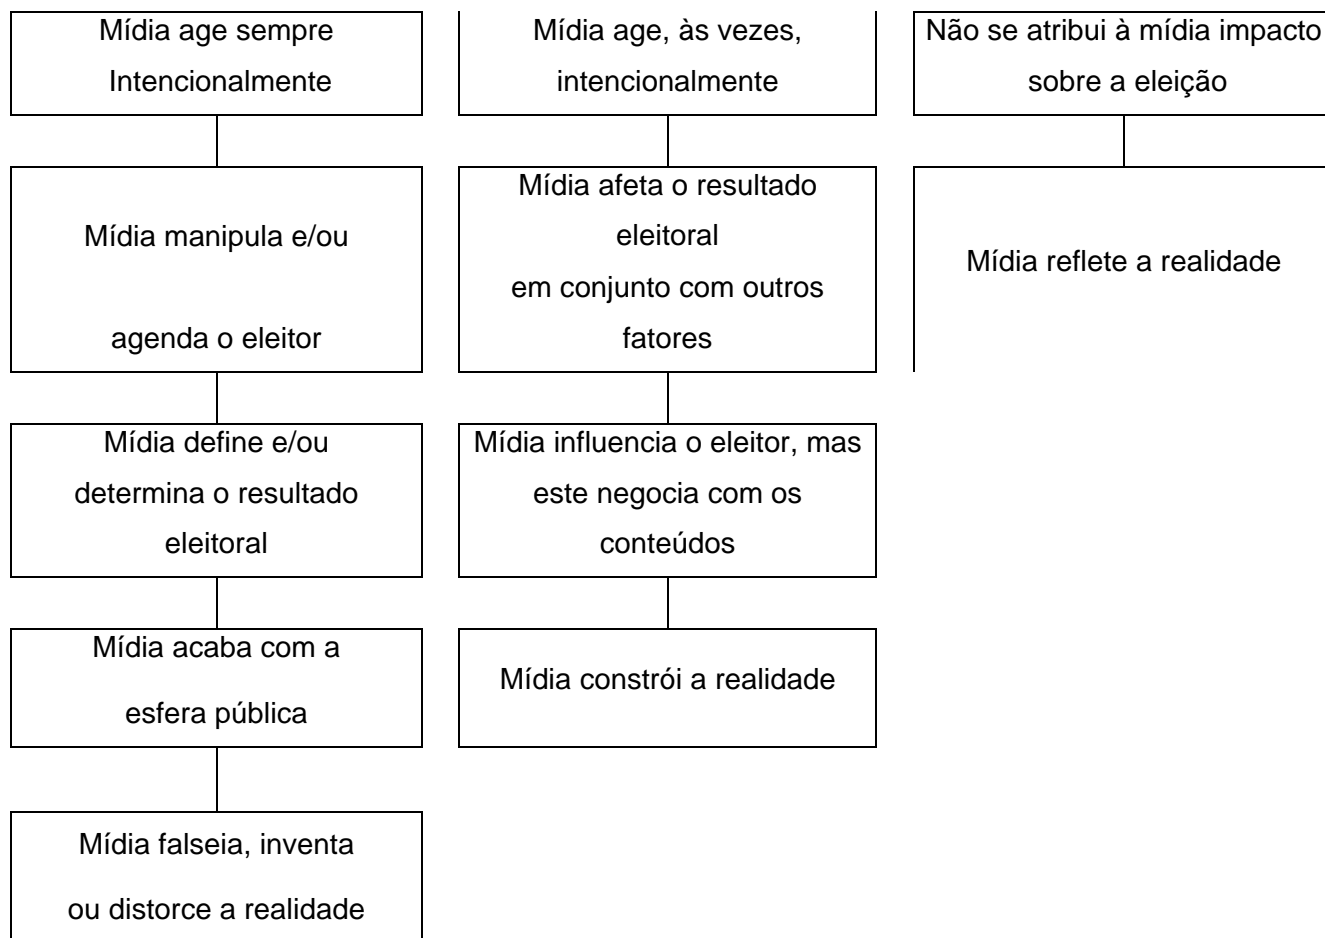 Mídia age sempre
Intencionalmente
Mídia manipula e/ou
agenda o eleitor
Mídia define e/ou
determina o resultado
eleitoral
Mídia acaba com a
esfera pública
Mídia falseia, inventa
ou distorce a realidade
Mídia age, às vezes,
intencionalmente
Mídia afeta o resultado
eleitoral
em conjunto com outros
fatores
Mídia influencia o eleitor, mas
este negocia com os
conteúdos
Mídia constrói a realidade
Não se atribui à mídia impacto
sobre a eleição
Mídia reflete a realidade